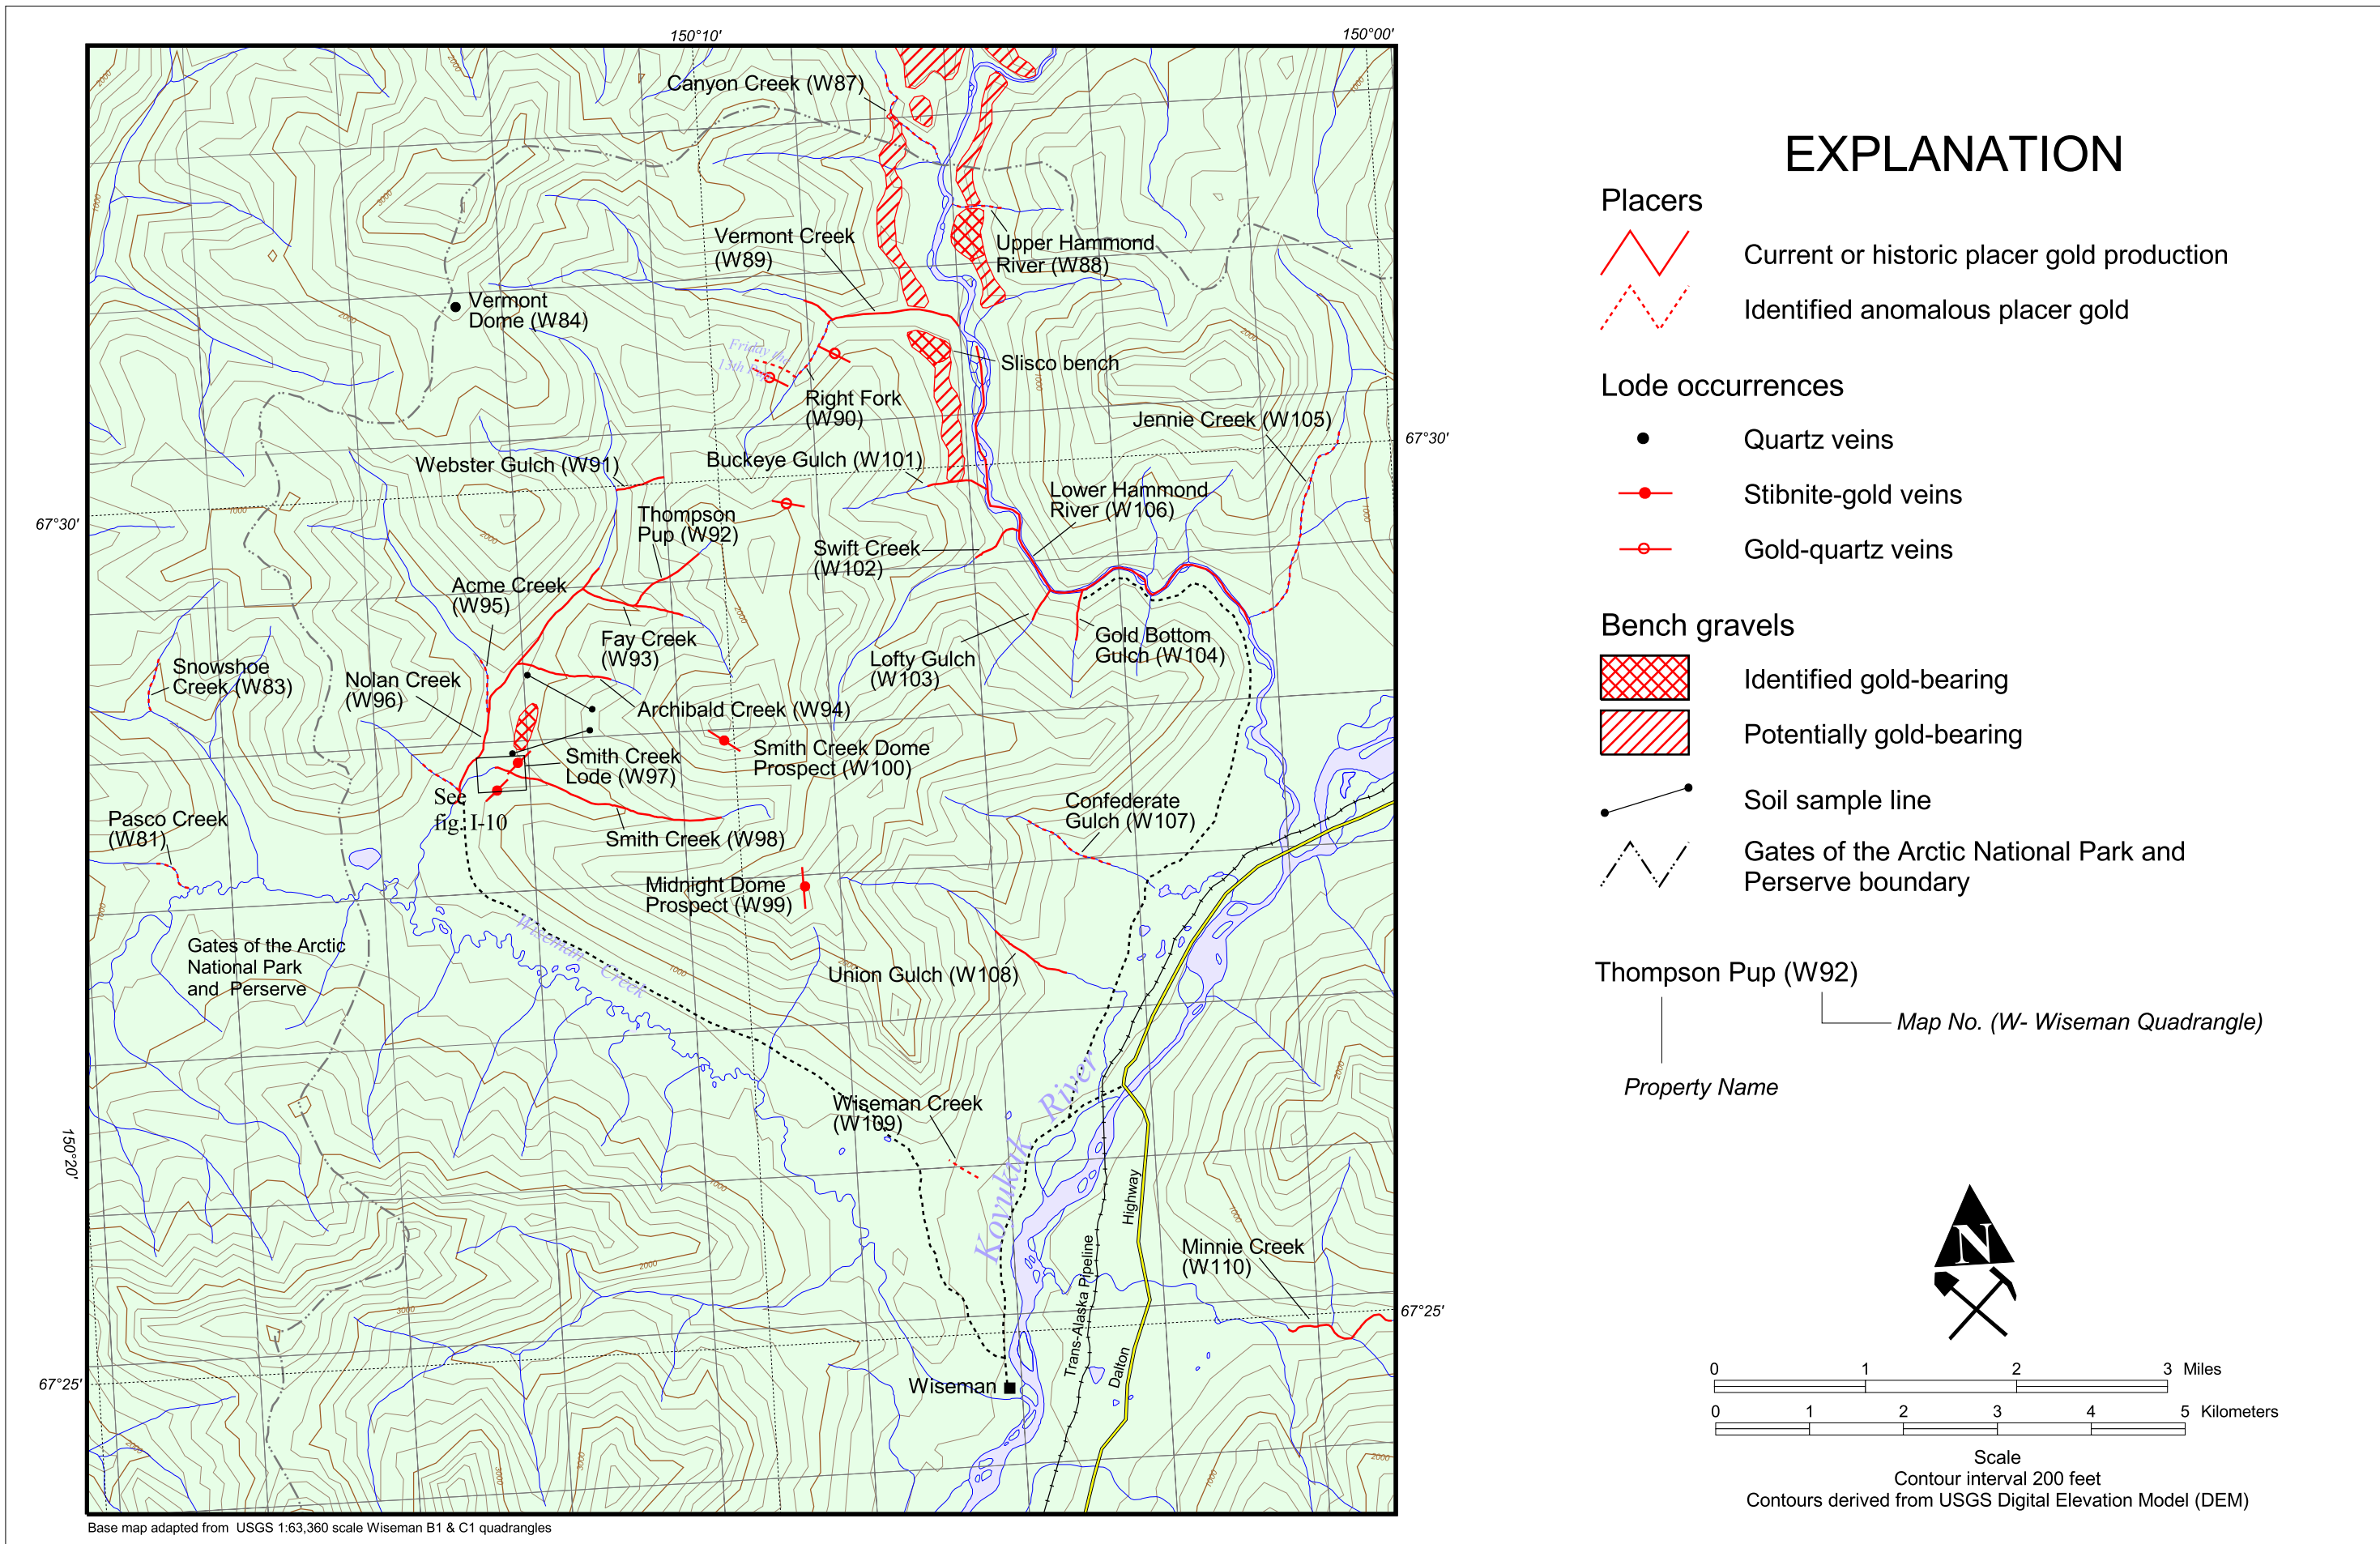 150°10'
150°00'
Canyon Creek (W87)
Vermont Creek
(W89)
Upper Hammond
River (W88)
Vermont
Dome (W84)
Friday the
13th Pup
Slisco bench
Right Fork
(W90)
Jennie Creek (W105)
67°30'
Webster Gulch (W91)
Buckeye Gulch (W101)
Lower Hammond
River (W106)
67°30'
Thompson
Pup (W92)
Swift Creek
(W102)
Acme Creek
(W95)
Fay Creek
(W93)
Gold Bottom
Gulch (W104)
Lofty Gulch
(W103)
Snowshoe
Creek (W83)
Nolan Creek
(W96)
Archibald Creek (W94)
Smith Creek Dome
Prospect (W100)
Smith Creek
Lode (W97)
See
fig. I-10
Pasco Creek
(W81)
Confederate
Gulch (W107)
Smith Creek (W98)
Midnight Dome
Prospect (W99)
Wiseman Creek
Gates of the Arctic
National Park
and Perserve
Union Gulch (W108)
Koyukuk River
Wiseman Creek
(W109)
150°20'
Highway
Trans-Alaska Pipeline
Minnie Creek
(W110)
67°25'
Dalton
67°25'
Wiseman
1000
2000
3000
Base map adapted from USGS 1:63,360 scale Wiseman B1 & C1 quadrangles
EXPLANATION
Placers
Current or historic placer gold production
Identified anomalous placer gold
Lode occurrences
Quartz veins
Stibnite-gold veins
Gold-quartz veins
Bench gravels
Identified gold-bearing
Potentially gold-bearing
Soil sample line
Gates of the Arctic National Park and
Perserve boundary
Thompson Pup (W92)
Map No. (W- Wiseman Quadrangle)
Property Name
N
0 1 2 3 Miles
0 1 2 3 4 5 Kilometers
Scale
Contour interval 200 feet
Contours derived from USGS Digital Elevation Model (DEM)